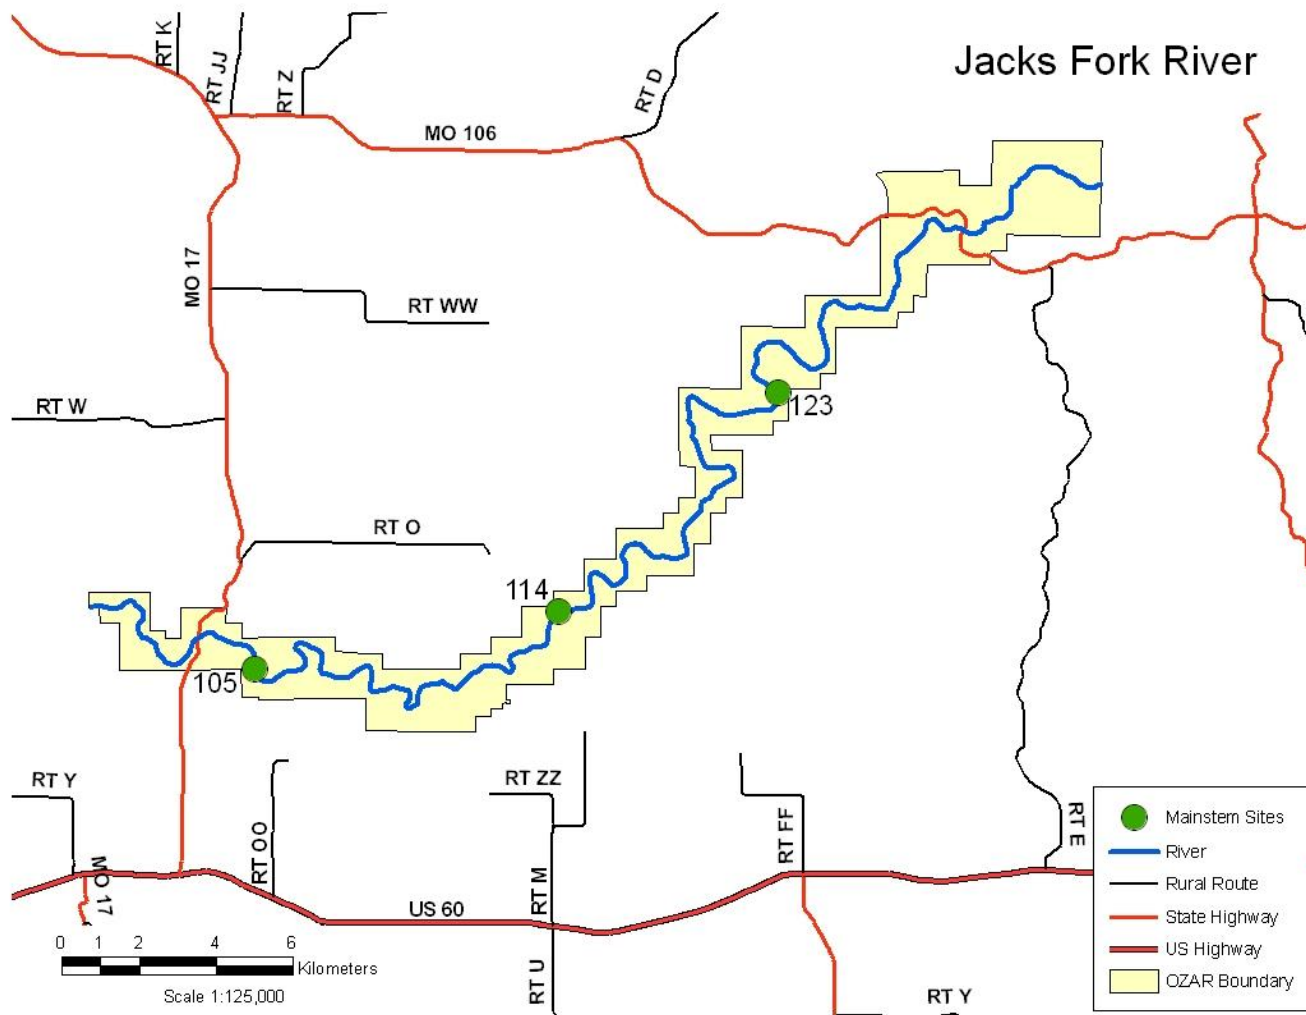 Jacks Fork River
RT K
RT JJ
RT Z
RT D
MO 106
MO 17
RT WW
RT W
123
RT O
114
105
RT Y
RT OO
RT ZZ
RT FF
RT E
MO 17
US 60
RT M
RT U
RT Y
0 1 2 4 6
Kilometers
Scale 1:125,000
Mainstem Sites
River
Rural Route
State Highway
US Highway
OZAR Boundary